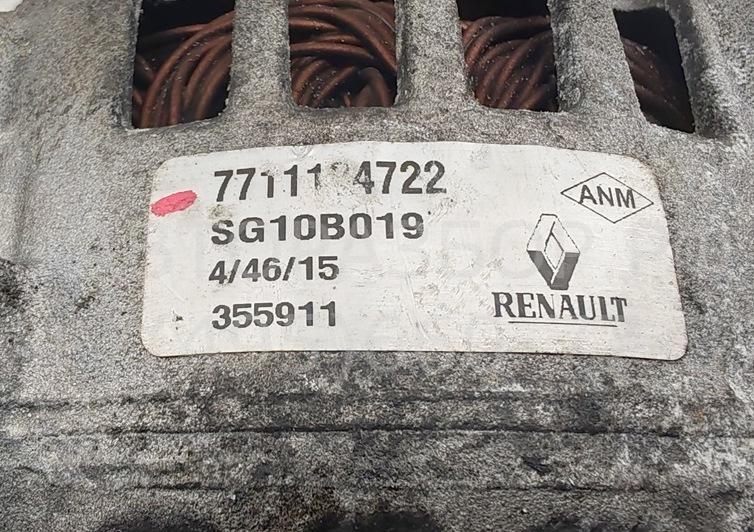 SG10B019
4/46/15
355911
ANM
RENAULT